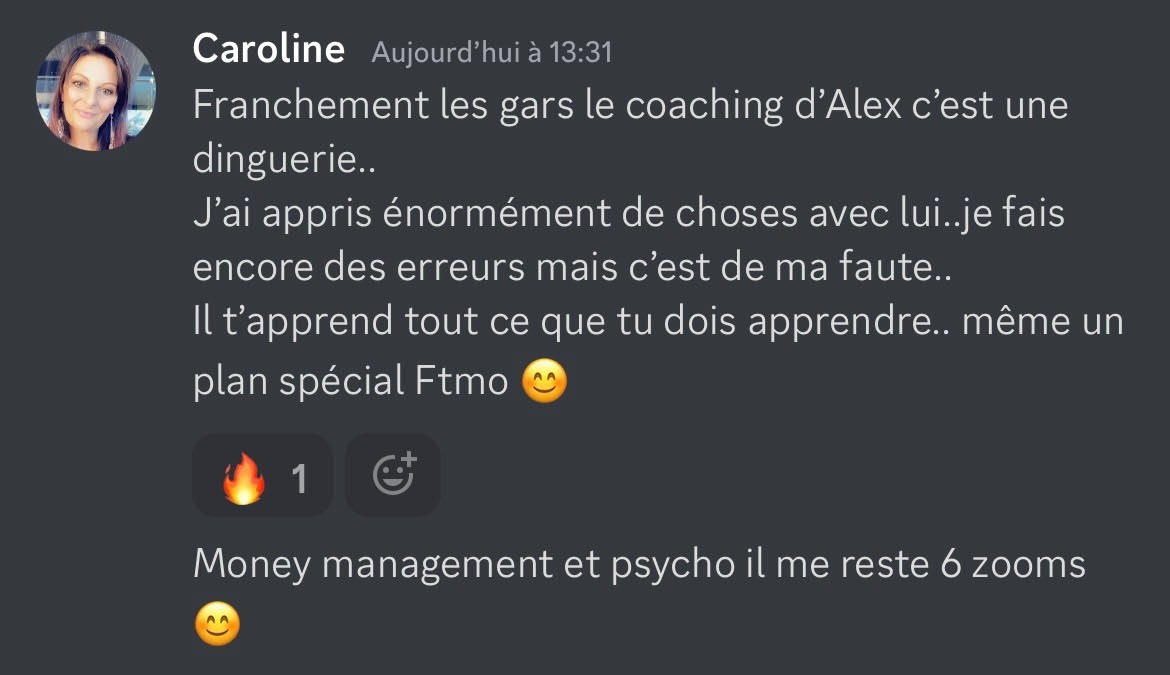 Caroline Aujourd’hui à 13:31
Franchement les gars le coaching d’Alex c’est une
dinguerie..
J’ai appris énormément de choses avec lui..je fais
encore des erreurs mais c’est de ma faute..
Il t’apprend tout ce que tu dois apprendre.. même un
plan spécial Ftmo 😊
🔥 1
Money management et psycho il me reste 6 zooms
😊